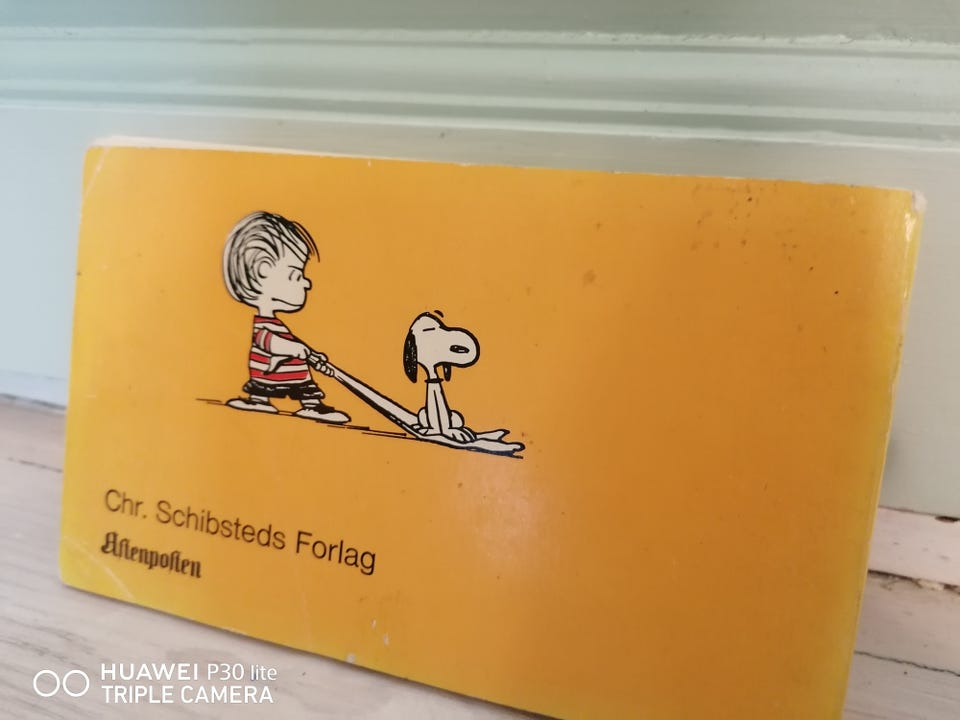 Chr. Schibsteds Forlag
Aftenposten
HUAWEI P30 lite
TRIPLE CAMERA